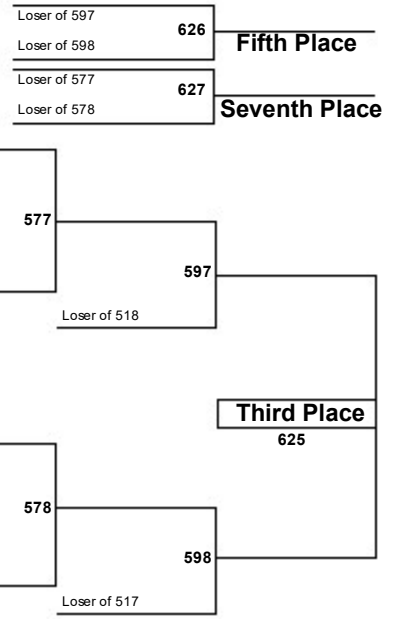 Loser of 597
626
Loser of 598
Fifth Place
Loser of 577
627
Loser of 578
Seventh Place
577
597
Loser of 518
Third Place
625
578
598
Loser of 517